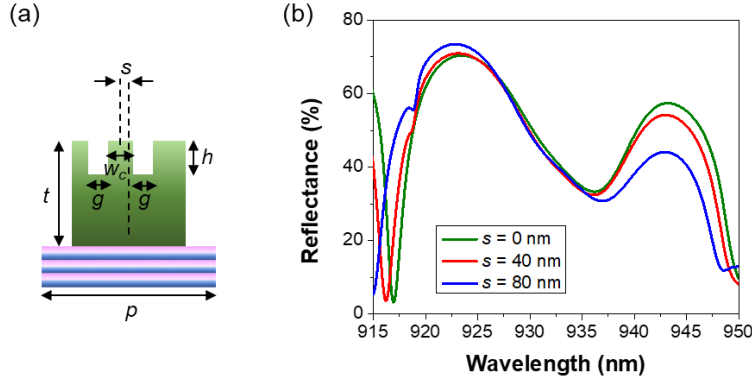 (a)
s
h
w_c
g
g
t
p
(b)
Reflectance (%)
80
60
40
20
0
s = 0 nm
s = 40 nm
s = 80 nm
915 920 925 930 935 940 945 950
Wavelength (nm)